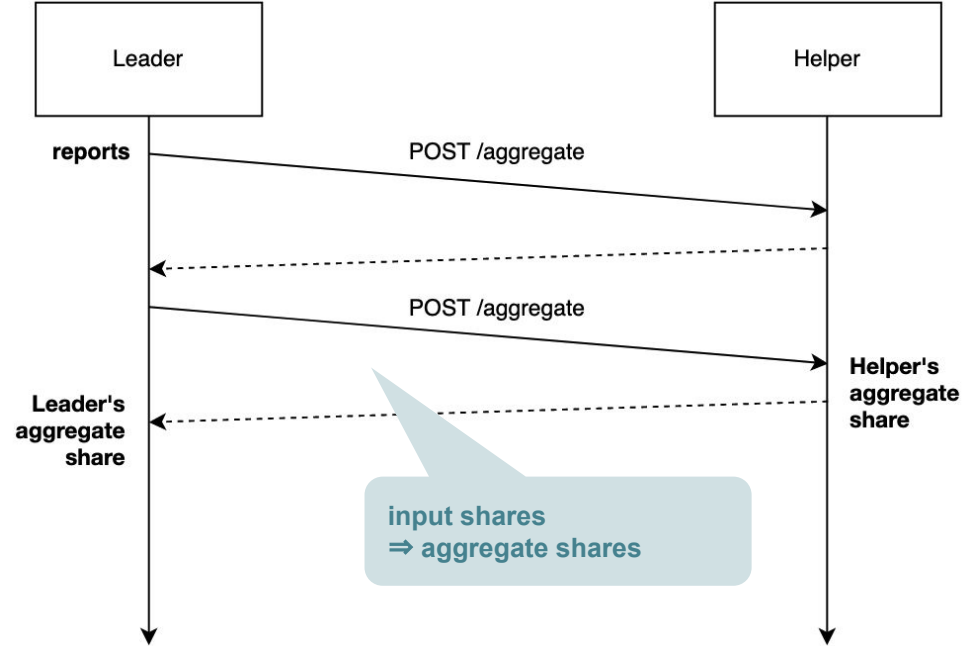 Leader
Helper
reports
POST /aggregate
POST /aggregate
Helper's
aggregate
share
Leader's
aggregate
share
input shares
⇒ aggregate shares